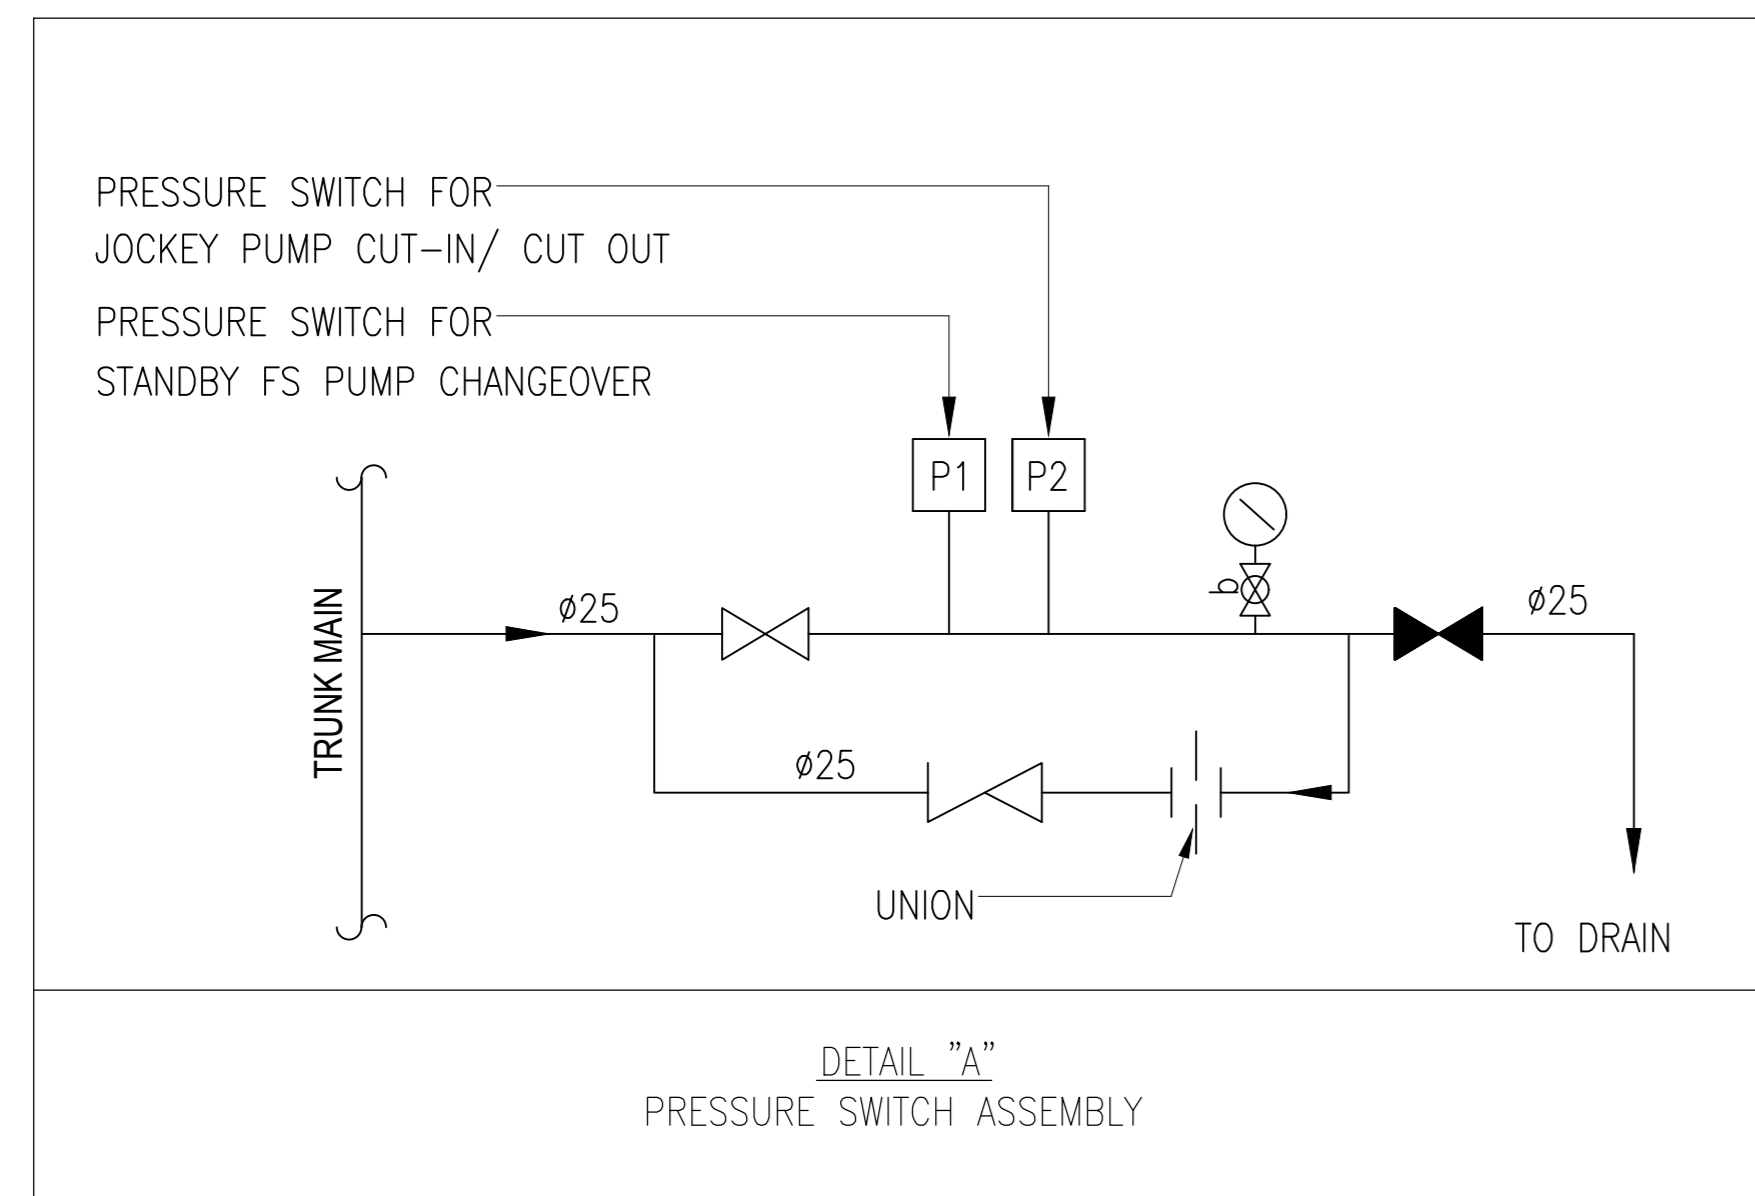 PRESSURE SWITCH FOR
JOCKEY PUMP CUT-IN/ CUT OUT
PRESSURE SWITCH FOR
STANDBY FS PUMP CHANGEOVER
P1
P2
b
ø25
ø25
TRUNK MAIN
ø25
UNION
TO DRAIN
DETAIL "A"
PRESSURE SWITCH ASSEMBLY